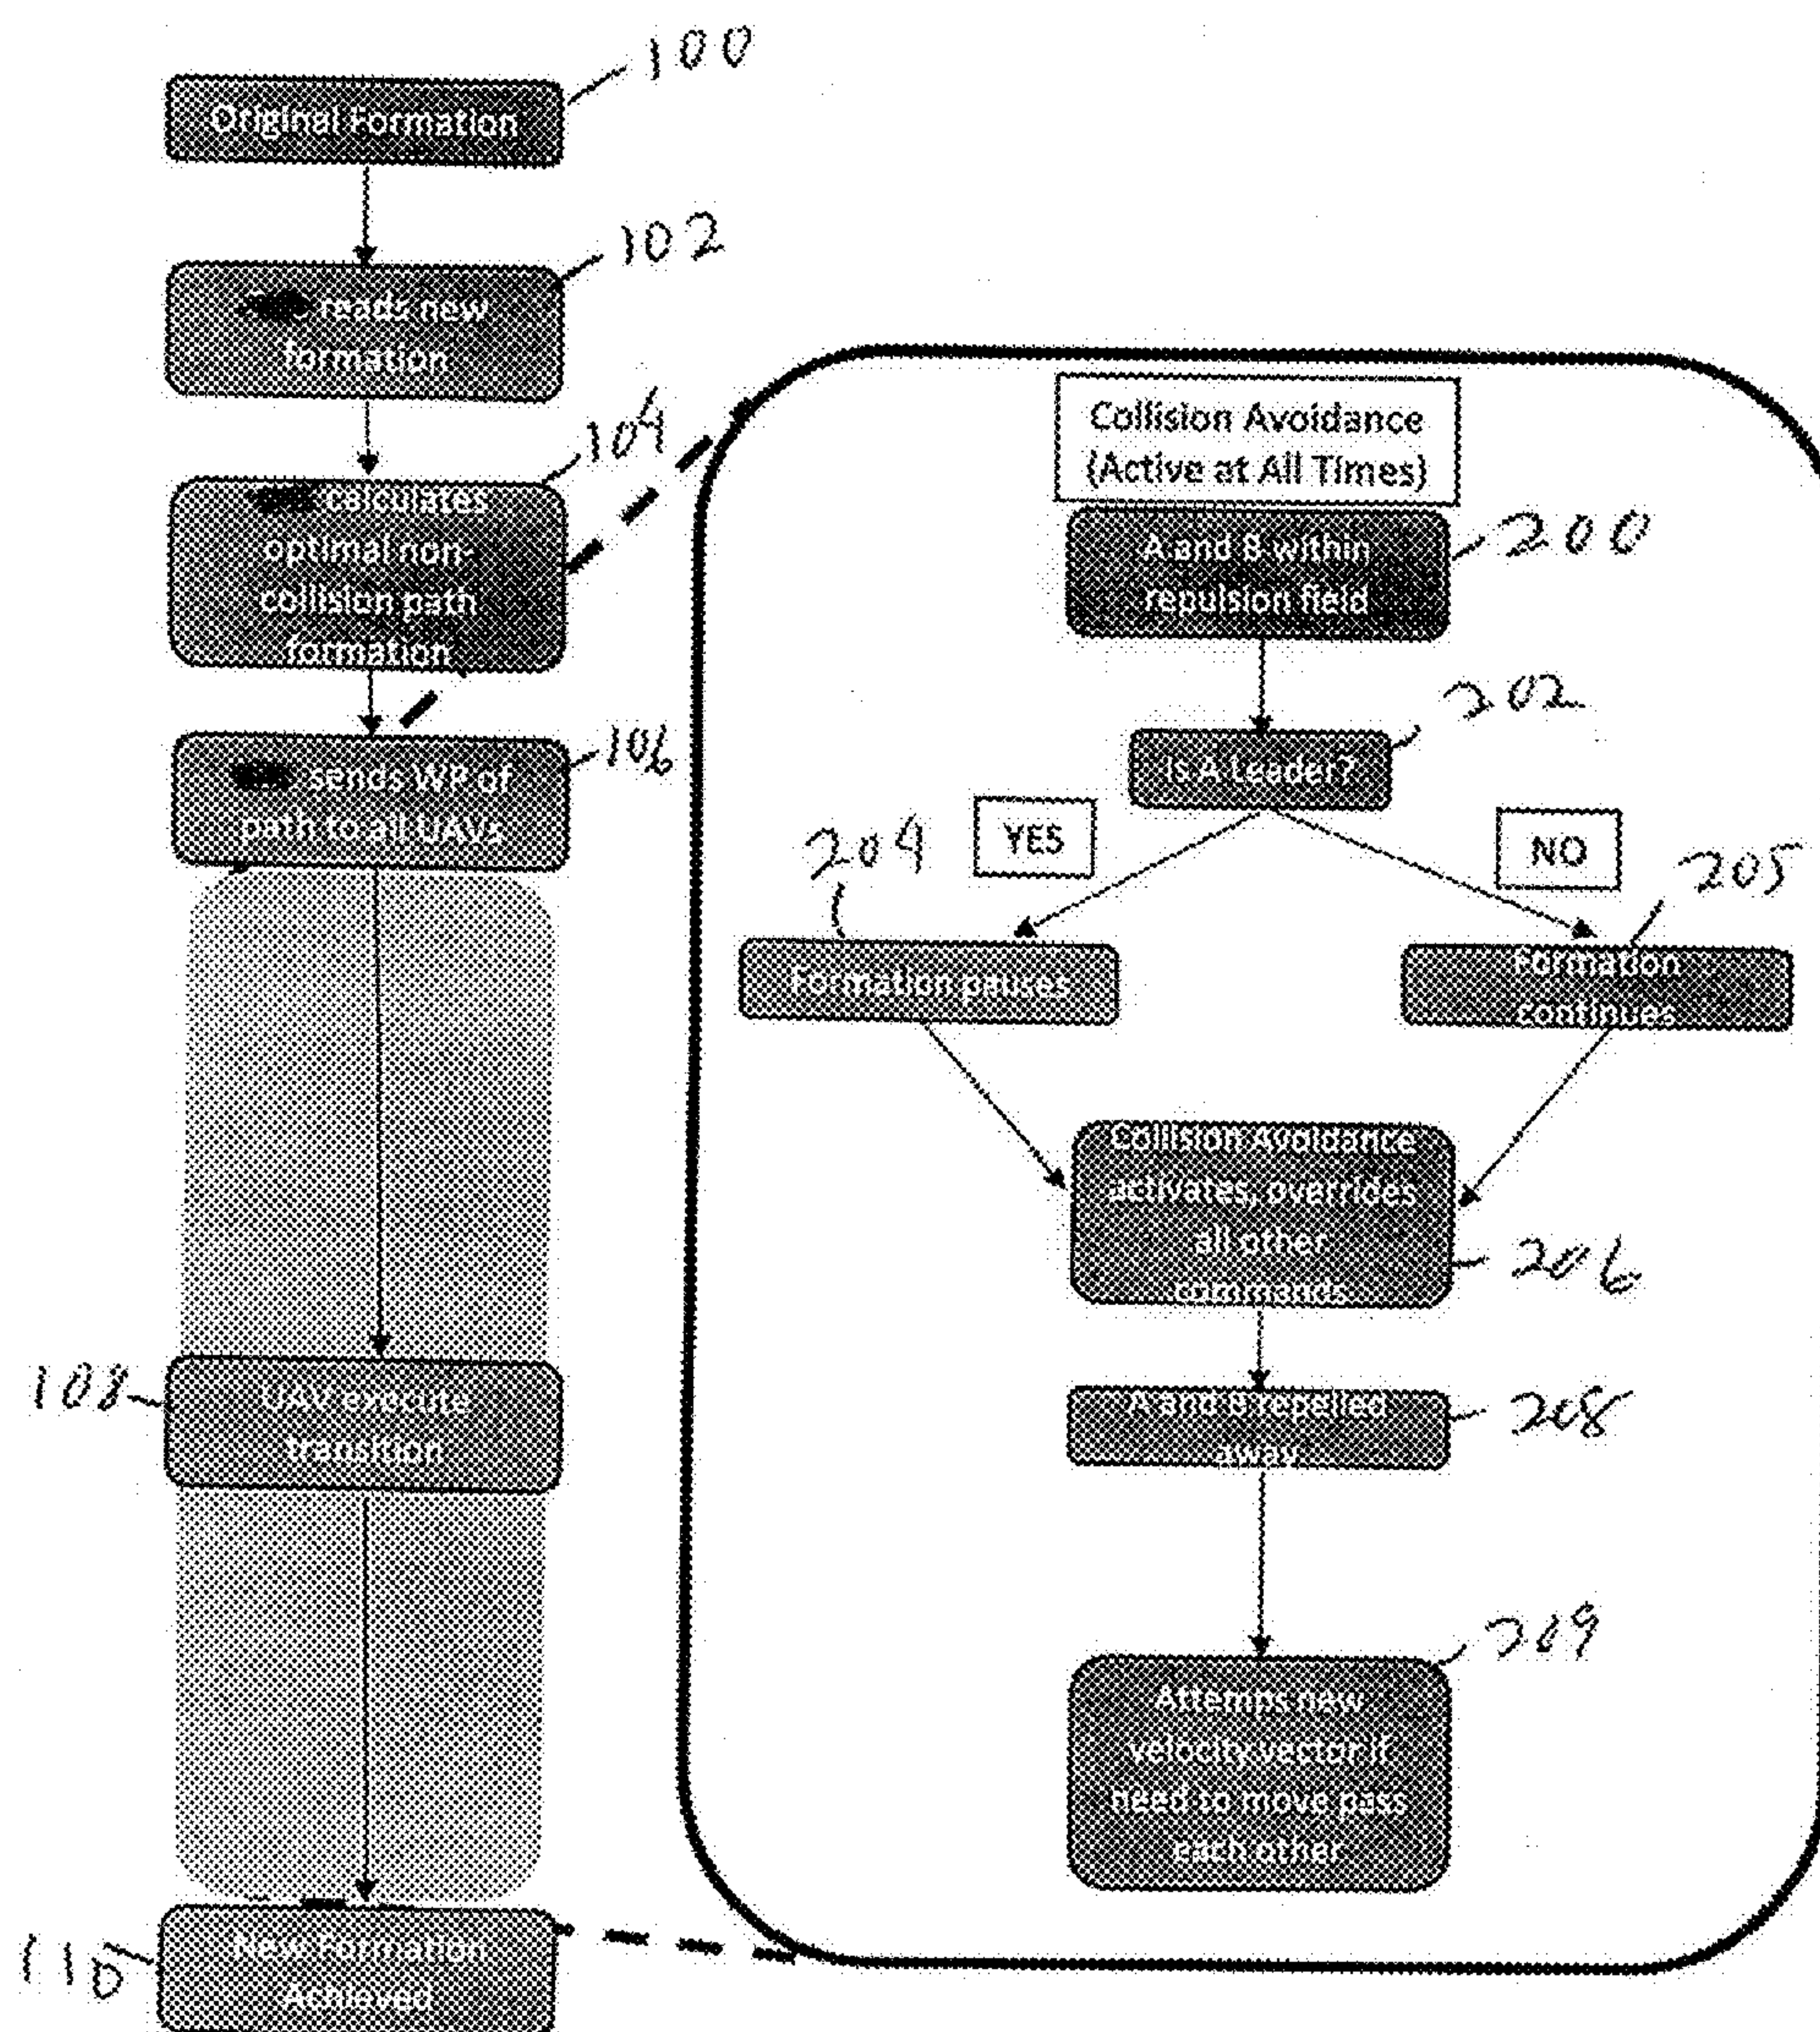 100
Original Formation
102
reads new
formation
104
calculates
optimal non-
collision path
formation
106
sends WP of
path to all UAVs
108
UAV execute
transition
110
New Formation
Achieved
Collision Avoidance
(Active at All Times)
200
A and B within
repulsion field
202
Is A Leader?
YES
NO
204
205
Formation pauses
Formation
continues
Collision Avoidance
activates, overrides
all other
commands
206
A and B repelled
away
208
209
Attemps new
velocity vector if
need to move pass
each other